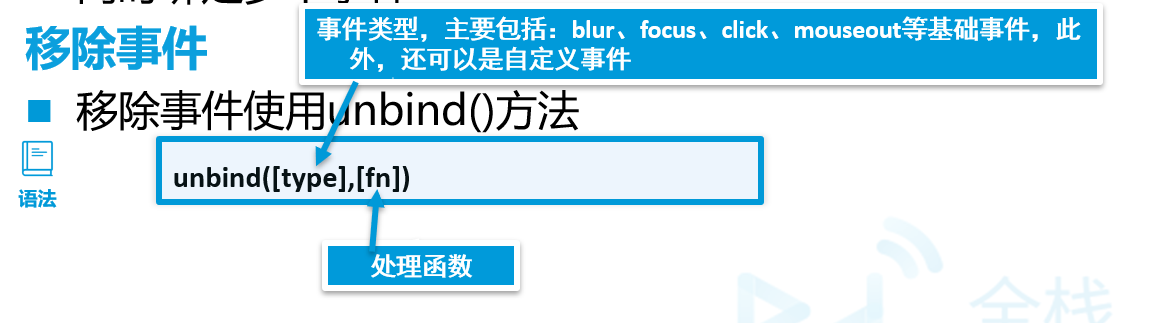 事件类型，主要包括：blur、focus、click、mouseout等基础事件，此
外，还可以是自定义事件
移除事件
移除事件使用unbind()方法
语法
unbind([type],[fn])
处理函数
全栈